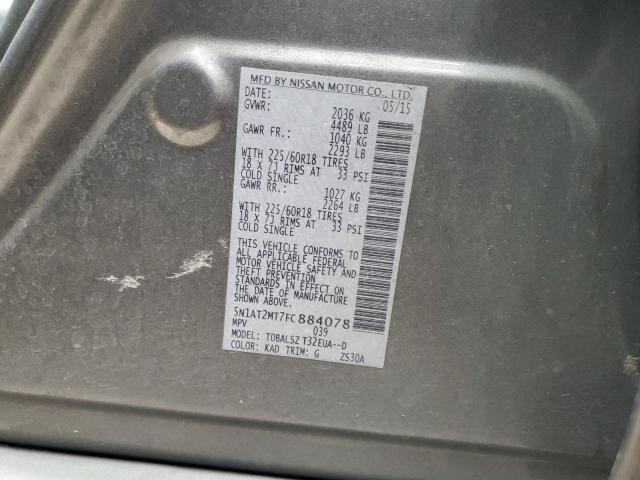 MFD BY NISSAN MOTOR CO., LTD.
DATE: 05/15
GVWR: 2036 KG
4489 LB
GAWR FR.: 1040 KG
2293 LB
WITH 225/60R18 TIRES
18 X 7J RIMS AT 33 PSI
COLD SINGLE
GAWR RR.: 1027 KG
2264 LB
WITH 225/60R18 TIRES
18 X 7J RIMS AT 33 PSI
COLD SINGLE
THIS VEHICLE CONFORMS TO
ALL APPLICABLE FEDERAL
MOTOR VEHICLE SAFETY AND
THEFT PREVENTION
STANDARDS IN EFFECT ON
THE DATE OF MANUFACTURE
SHOWN ABOVE.
5N1AT2MT7FC884078
MPV 039
MODEL: TDBALSZ T32EUA--D
COLOR: KAD TRIM: G ZS30A